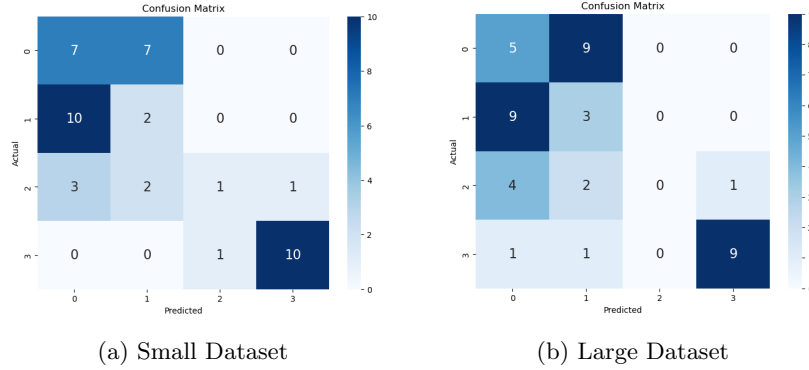 Confusion Matrix
Actual
0 7 7 0 0
1 10 2 0 0
2 3 2 1 1
3 0 0 1 10
0 1 2 3
Predicted
10
8
6
4
2
0
(a) Small Dataset
Confusion Matrix
Actual
0 5 9 0 0
1 9 3 0 0
2 4 2 0 1
3 1 1 0 9
0 1 2 3
Predicted
(b) Large Dataset